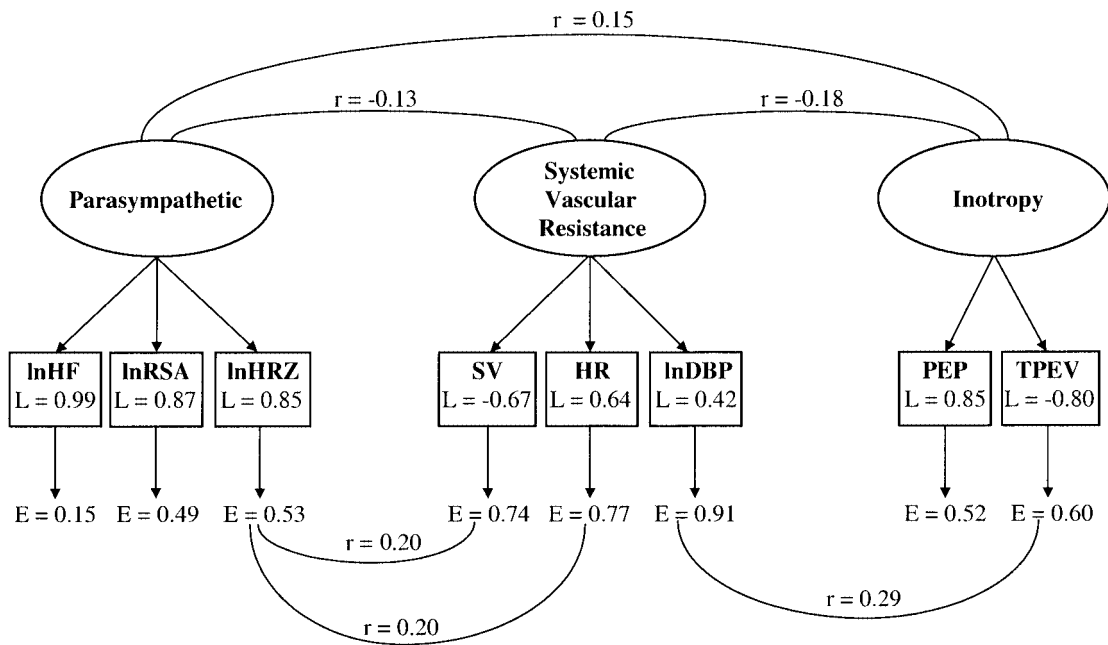 r = 0.15
r = -0.13
r = -0.18
Parasympathetic
Systemic
Vascular
Resistance
Inotropy
lnHF
L = 0.99
lnRSA
L = 0.87
lnHRZ
L = 0.85
SV
L = -0.67
HR
L = 0.64
lnDBP
L = 0.42
PEP
L = 0.85
TPEV
L = -0.80
E = 0.15
E = 0.49
E = 0.53
E = 0.74
E = 0.77
E = 0.91
E = 0.52
E = 0.60
r = 0.20
r = 0.20
r = 0.29